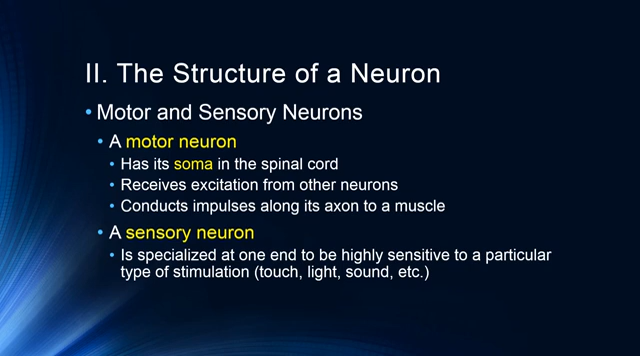 II. The Structure of a Neuron
• Motor and Sensory Neurons
• A motor neuron
• Has its soma in the spinal cord
• Receives excitation from other neurons
• Conducts impulses along its axon to a muscle
• A sensory neuron
• Is specialized at one end to be highly sensitive to a particular
type of stimulation (touch, light, sound, etc.)